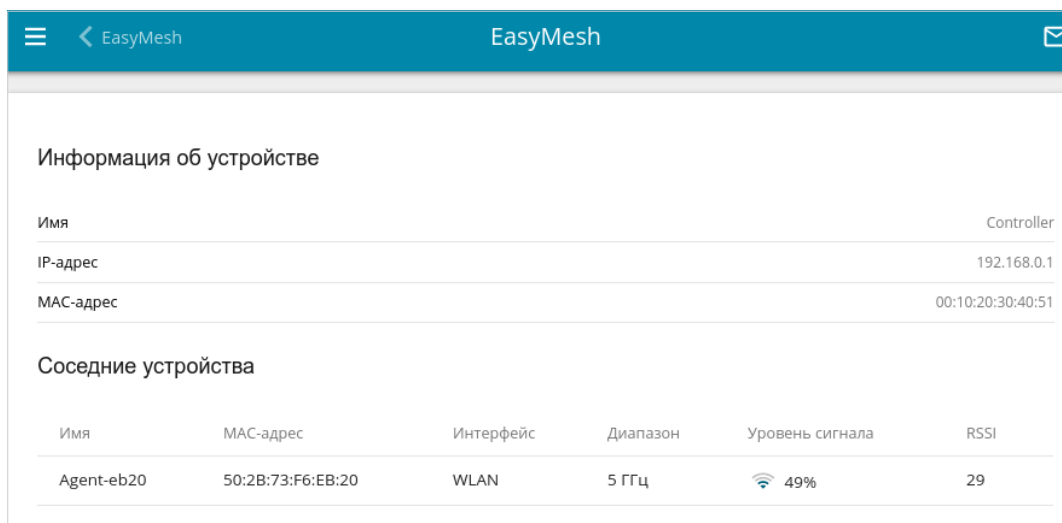 EasyMesh EasyMesh
Информация об устройстве
Имя Controller
IP-адрес 192.168.0.1
MAC-адрес 00:10:20:30:40:51
Соседние устройства
Имя MAC-адрес Интерфейс Диапазон Уровень сигнала RSSI
Agent-eb20 50:2B:73:F6:EB:20 WLAN 5 ГГц 49% 29